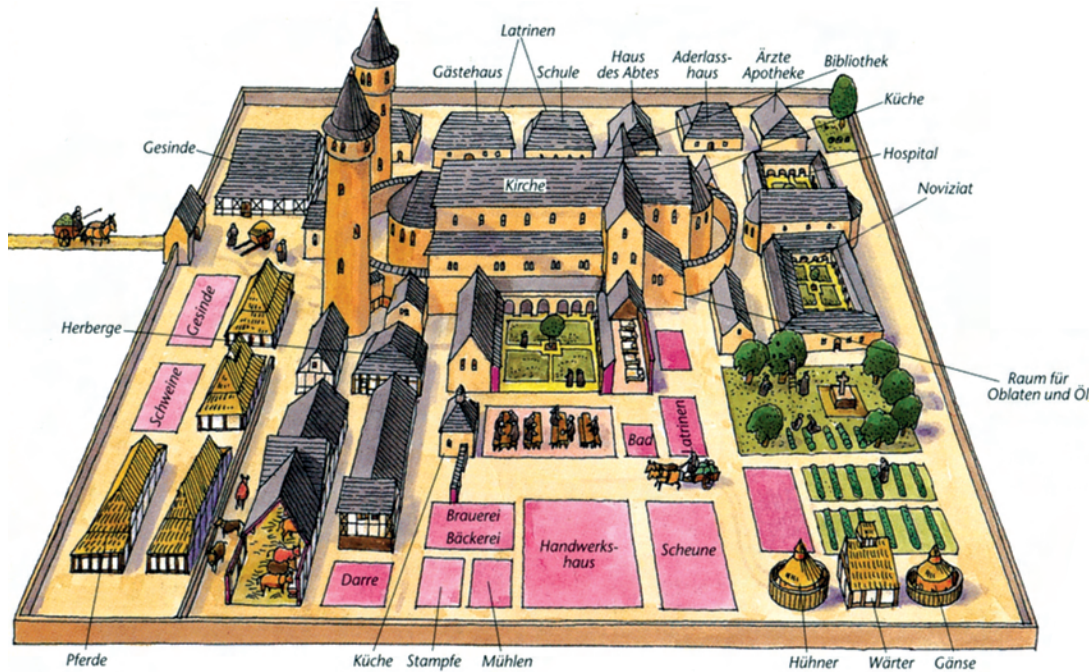 Latrinen
Haus
des Abtes
Aderlass-
haus
Ärzte
Apotheke
Bibliothek
Gästehaus
Schule
Küche
Gesinde
Kirche
Hospital
Noviziat
Gesinde
Herberge
Schweine
Raum für
Oblaten und Öl
Bad
Latrinen
Brauerei
Bäckerei
Handwerks-
haus
Scheune
Darre
Pferde
Küche
Stampfe
Mühlen
Hühner
Wärter
Gänse